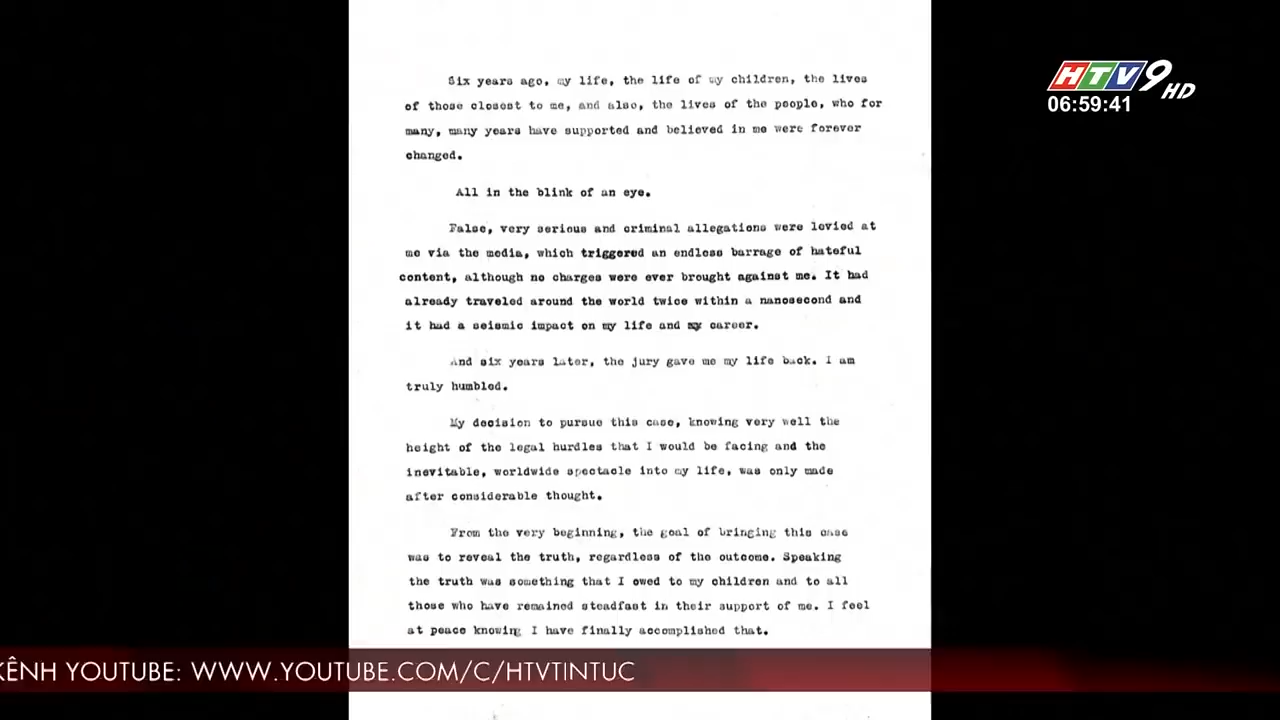 HTV9 HD
06:59:41
Six years ago, my life, the life of my children, the lives
of those closest to me, and also, the lives of the people, who for
many, many years have supported and believed in me were forever
changed.
All in the blink of an eye.
False, very serious and criminal allegations were levied at
me via the media, which triggered an endless barrage of hateful
content, although no charges were ever brought against me. It had
already traveled around the world twice within a nanosecond and
it had a seismic impact on my life and my career.
And six years later, the jury gave me my life back. I am
truly humbled.
My decision to pursue this case, knowing very well the
height of the legal hurdles that I would be facing and the
inevitable, worldwide spectacle into my life, was only made
after considerable thought.
From the very beginning, the goal of bringing this case
was to reveal the truth, regardless of the outcome. Speaking
the truth was something that I owed to my children and to all
those who have remained steadfast in their support of me. I feel
at peace knowing I have finally accomplished that.
KÊNH YOUTUBE: WWW.YOUTUBE.COM/C/HTVTINTUC